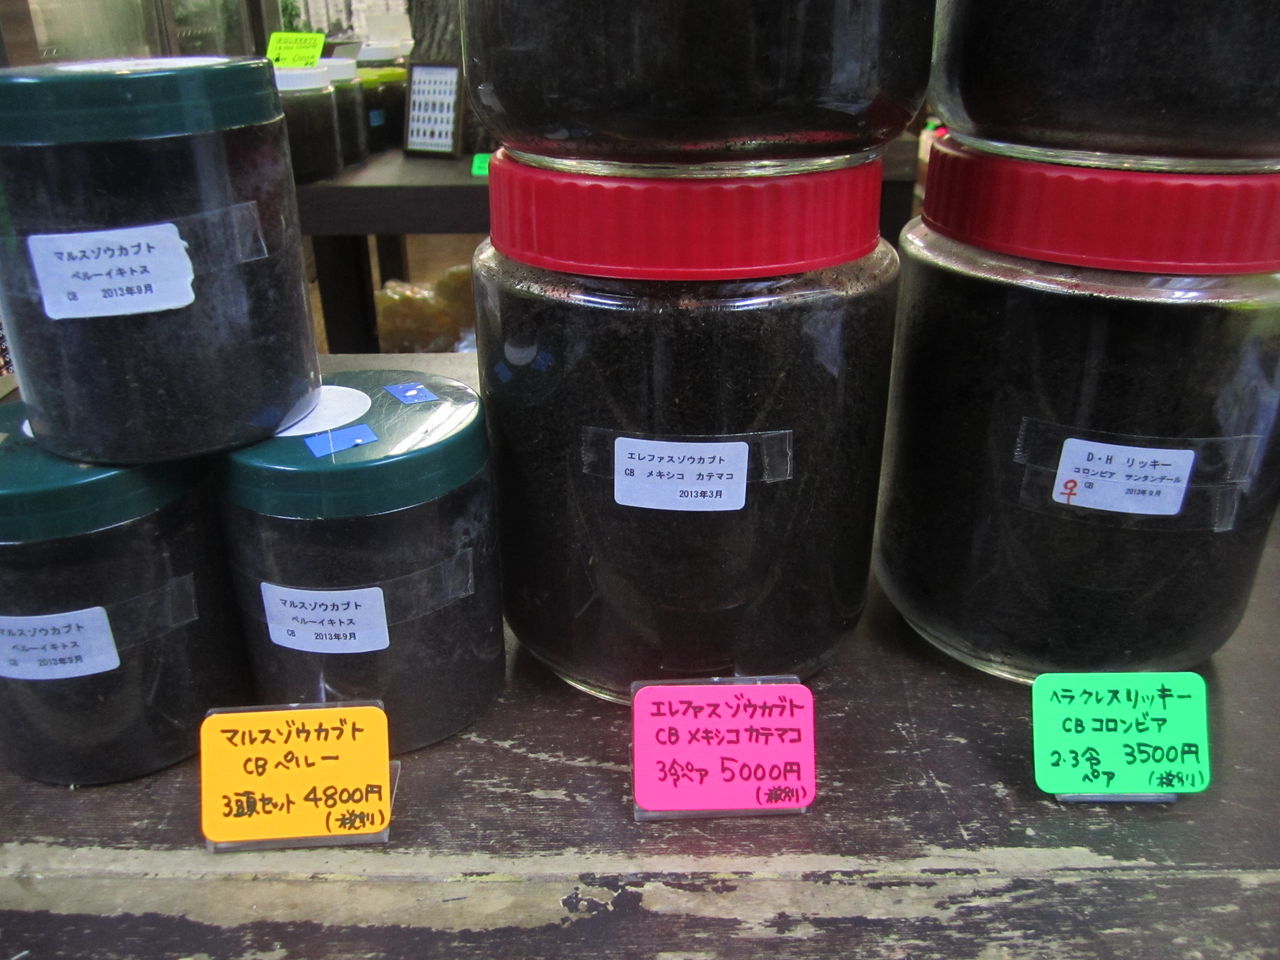 マルスゾウカブト
ペルーイキトス
CB 2013年9月
マルスゾウカブト
ペルーイキトス
CB 2013年9月
マルスゾウカブト
ペルーイキトス
CB 2013年9月
エレファスゾウカブト
CB メキシコ カテマコ
2013年3月
D・H リッキー
コロンビア サンタンデール
♀ CB 2013年9月
マルスゾウカブト
CBペルー
3頭セット 4800円
(税別)
エレファスゾウカブト
CB メキシコカテマコ
3令ペア 5000円
(税別)
ヘラクレスリッキー
CB コロンビア
2.3令 3500円
ペア (税別)